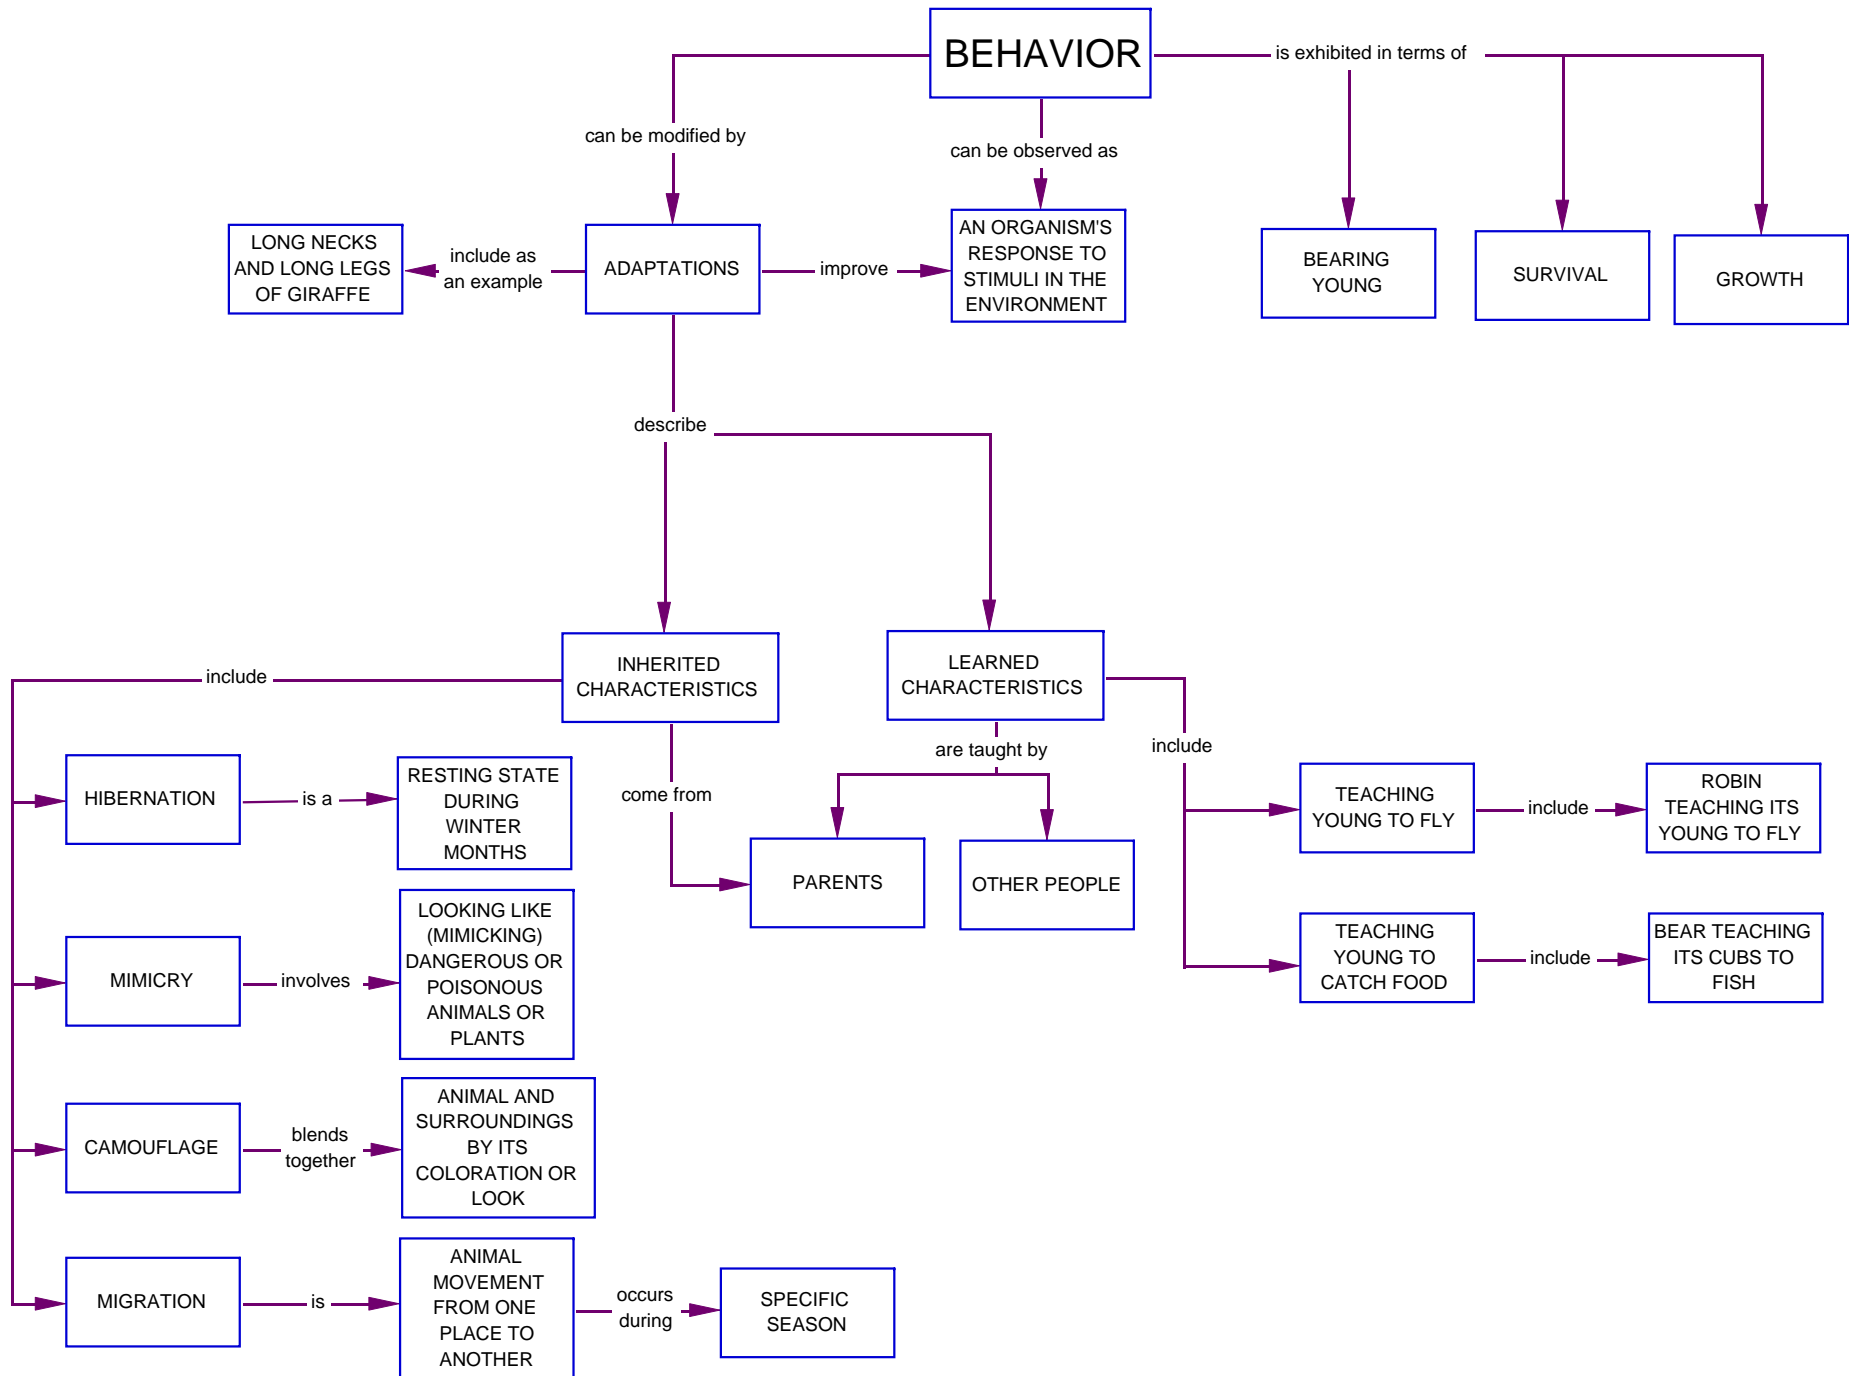 BEHAVIOR
is exhibited in terms of
can be modified by
can be observed as
LONG NECKS
AND LONG LEGS
OF GIRAFFE
include as
an example
ADAPTATIONS
improve
AN ORGANISM'S
RESPONSE TO
STIMULI IN THE
ENVIRONMENT
BEARING
YOUNG
SURVIVAL
GROWTH
describe
INHERITED
CHARACTERISTICS
LEARNED
CHARACTERISTICS
include
come from
are taught by
include
PARENTS
OTHER PEOPLE
HIBERNATION
is a
RESTING STATE
DURING
WINTER
MONTHS
TEACHING
YOUNG TO FLY
include
ROBIN
TEACHING ITS
YOUNG TO FLY
MIMICRY
involves
LOOKING LIKE
(MIMICKING)
DANGEROUS OR
POISONOUS
ANIMALS OR
PLANTS
TEACHING
YOUNG TO
CATCH FOOD
include
BEAR TEACHING
ITS CUBS TO
FISH
CAMOUFLAGE
blends
together
ANIMAL AND
SURROUNDINGS
BY ITS
COLORATION OR
LOOK
MIGRATION
is
ANIMAL
MOVEMENT
FROM ONE
PLACE TO
ANOTHER
occurs
during
SPECIFIC
SEASON